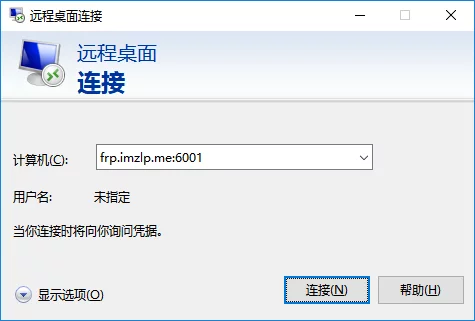 远程桌面连接
远程桌面
连接
计算机(C):
frp.imzlp.me:6001
用户名:
未指定
当你连接时将向你询问凭据。
显示选项(O)
连接(N)
帮助(H)